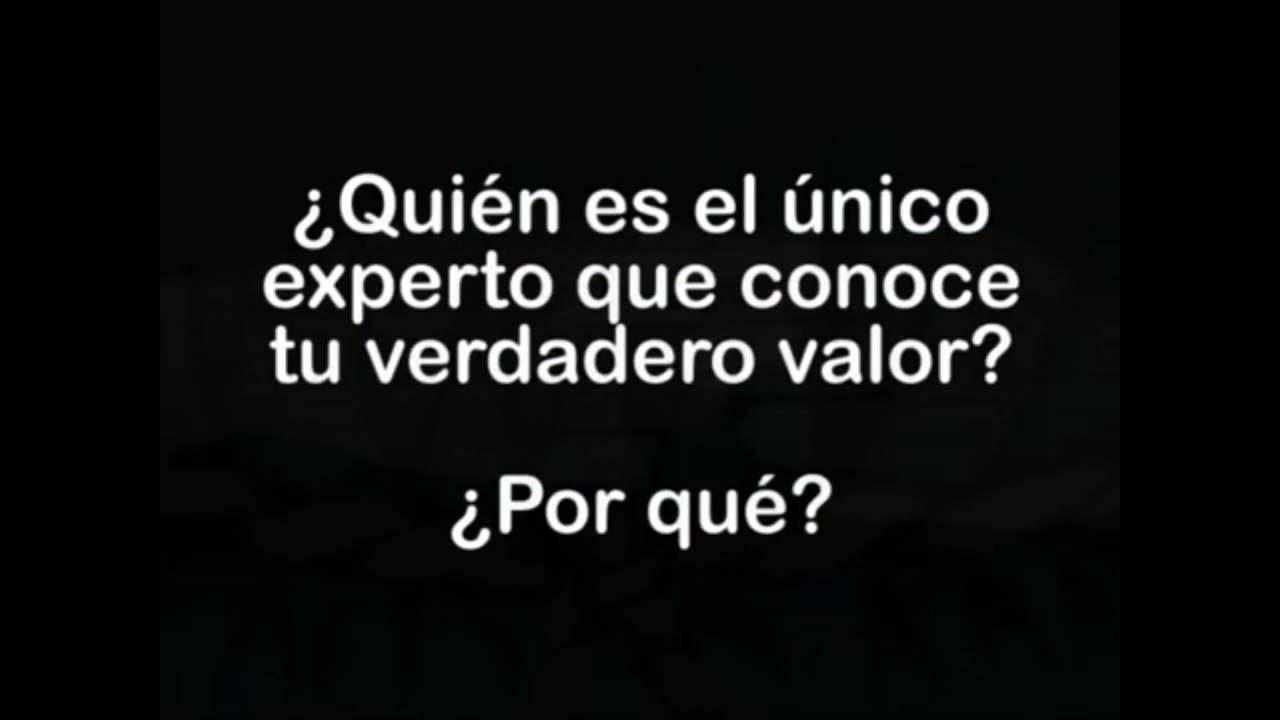 ¿Quién es el único
experto que conoce
tu verdadero valor?
¿Por qué?